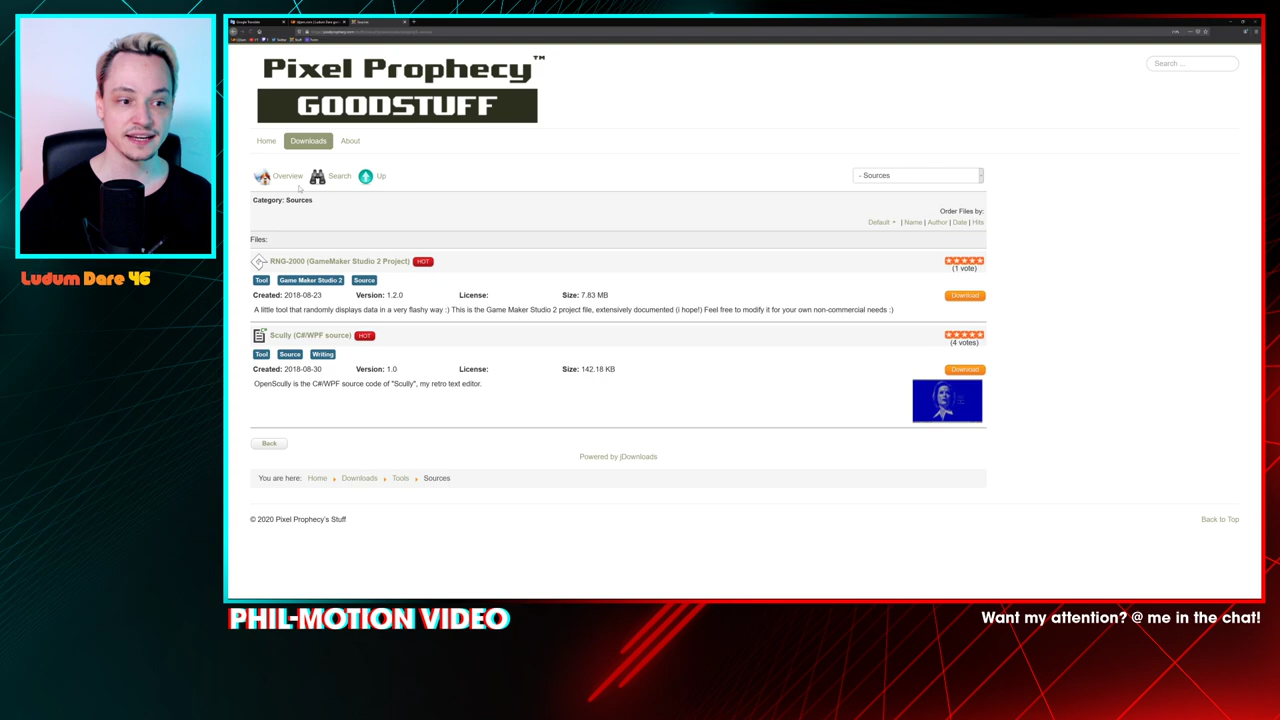 Google Translate
Pixel Prophecy™
GOODSTUFF
Search ...
Home Downloads About
Overview Search Up
- Sources
Category: Sources
Order Files by:
Default | Name | Author | Date | Hits
Files:
RNG-2000 (GameMaker Studio 2 Project) HOT
(1 vote)
Tool Game Maker Studio 2 Source
Created: 2018-08-23 Version: 1.2.0 License: Size: 7.83 MB Download
A little tool that randomly displays data in a very flashy way :) This is the Game Maker Studio 2 project file, extensively documented (i hope!) Feel free to modify it for your own non-commercial needs :)
Scully (C#/WPF source) HOT
(4 votes)
Tool Source Writing
Created: 2018-08-30 Version: 1.0 License: Size: 142.18 KB Download
OpenScully is the C#/WPF source code of "Scully", my retro text editor.
Back
Powered by jDownloads
You are here: Home Downloads Tools Sources
© 2020 Pixel Prophecy's Stuff Back to Top
Ludum Dare 46
PHIL-MOTION VIDEO
Want my attention? @ me in the chat!